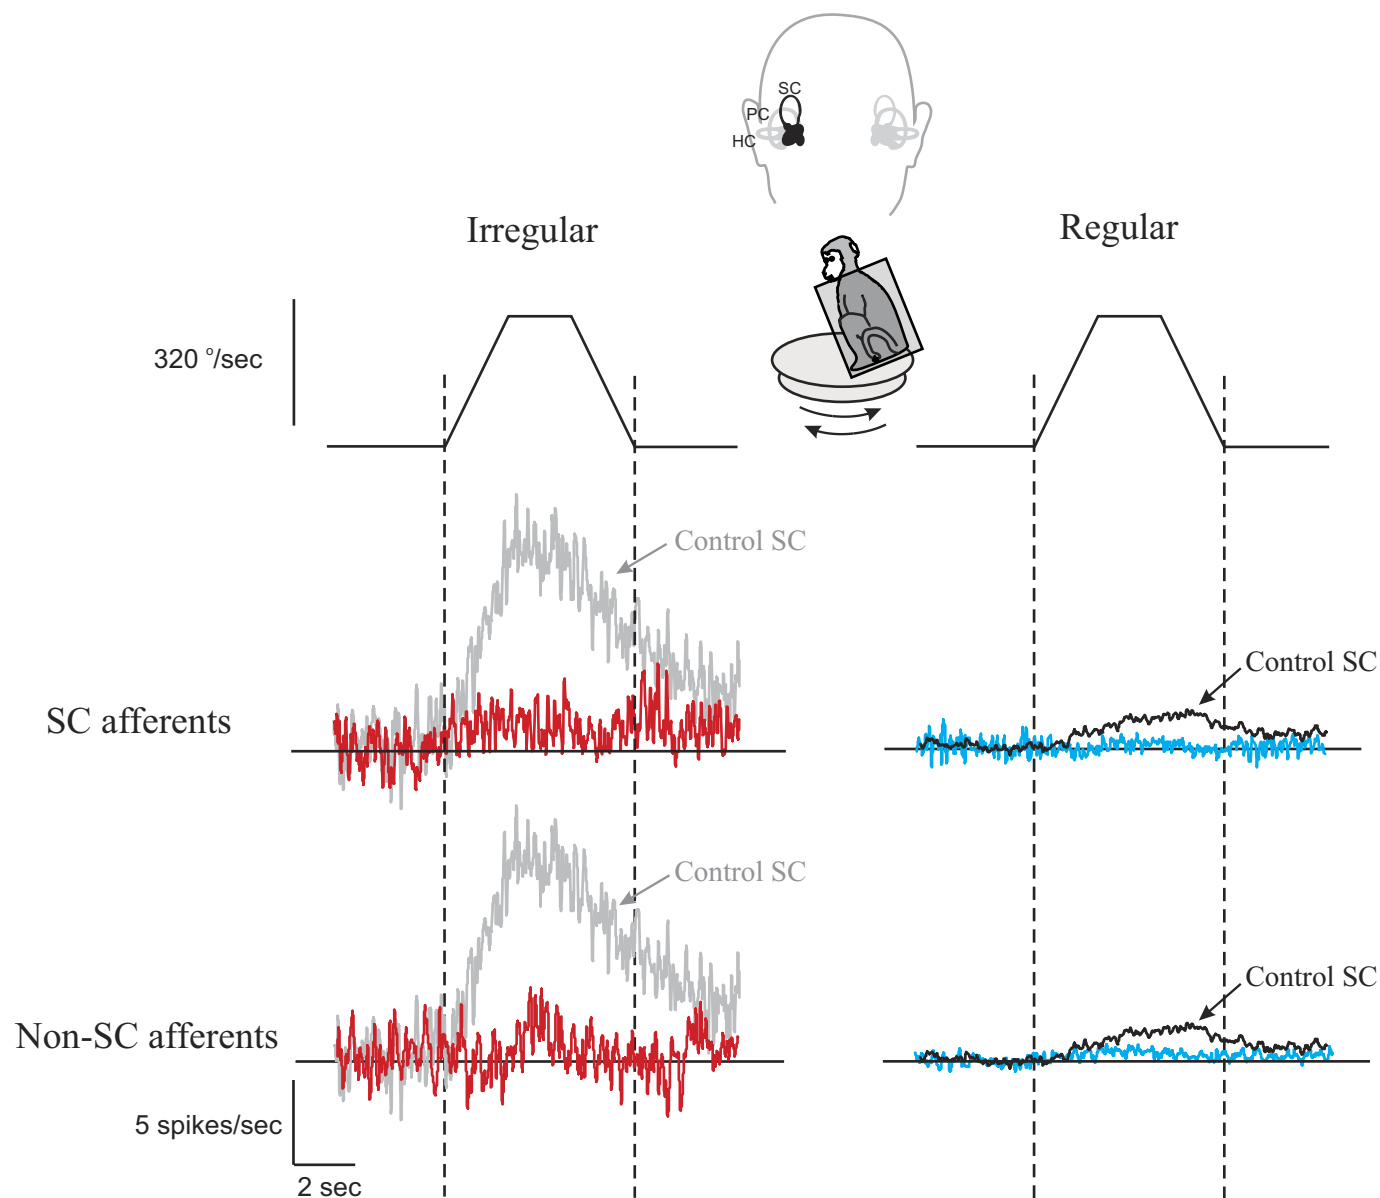 SC
PC
HC
Irregular
Regular
320 °/sec
Control SC
Control SC
SC afferents
Control SC
Control SC
Non-SC afferents
5 spikes/sec
2 sec